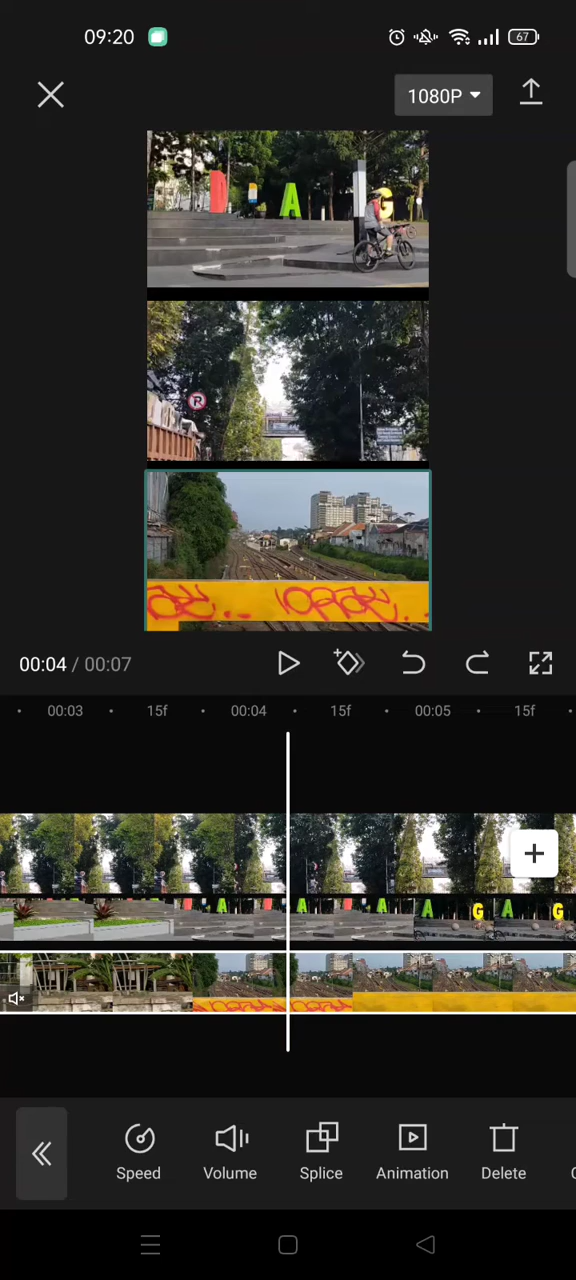 09:20
67
1080P
D I A G
P
00:04 / 00:07
00:03
15f
00:04
15f
00:05
15f
A G A G
Speed
Volume
Splice
Animation
Delete